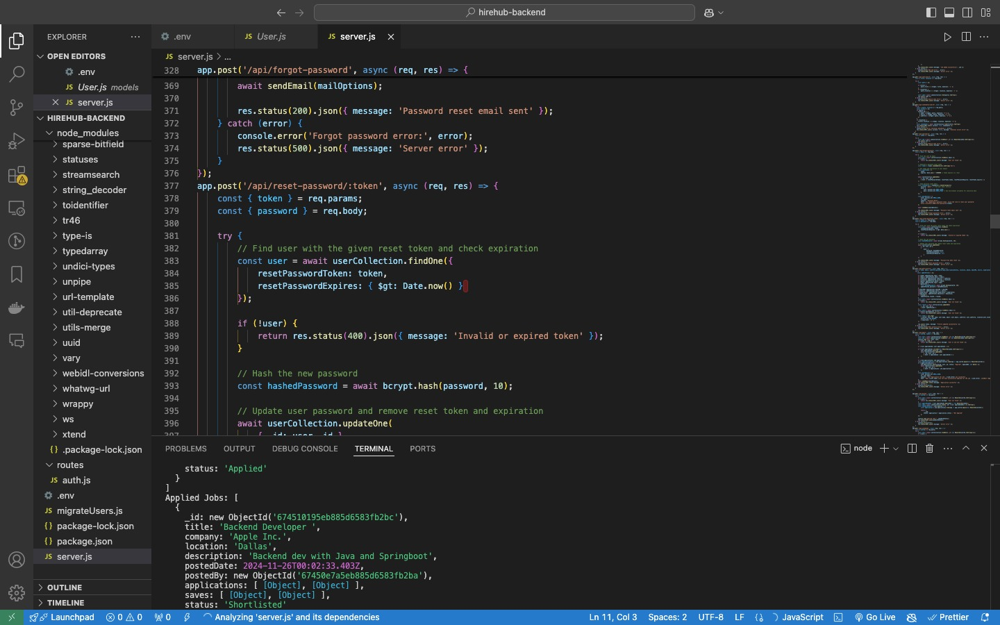 hirehub-backend
EXPLORER
OPEN EDITORS
.env
User.js models
server.js
HIREHUB-BACKEND
node_modules
sparse-bitfield
statuses
streamsearch
string_decoder
toidentifier
tr46
type-is
typedarray
undici-types
unpipe
url-template
util-deprecate
utils-merge
uuid
vary
webidl-conversions
whatwg-url
wrappy
ws
xtend
.package-lock.json
routes
auth.js
.env
migrateUsers.js
package-lock.json
package.json
server.js
OUTLINE
TIMELINE
.env
User.js
server.js
server.js > ...
328 app.post('/api/forgot-password', async (req, res) => {
369 await sendEmail(mailOptions);
370
371 res.status(200).json({ message: 'Password reset email sent' });
372 } catch (error) {
373 console.error('Forgot password error:', error);
374 res.status(500).json({ message: 'Server error' });
375 }
376 });
377 app.post('/api/reset-password/:token', async (req, res) => {
378 const { token } = req.params;
379 const { password } = req.body;
380
381 try {
382 // Find user with the given reset token and check expiration
383 const user = await userCollection.findOne({
384 resetPasswordToken: token,
385 resetPasswordExpires: { $gt: Date.now() }
386 });
387
388 if (!user) {
389 return res.status(400).json({ message: 'Invalid or expired token' });
390 }
391
392 // Hash the new password
393 const hashedPassword = await bcrypt.hash(password, 10);
394
395 // Update user password and remove reset token and expiration
396 await userCollection.updateOne(
397 { _id: user._id },
PROBLEMS OUTPUT DEBUG CONSOLE TERMINAL PORTS
node
status: 'Applied'
}
]
Applied Jobs: [
{
_id: new ObjectId('674510195eb885d6583fb2bc'),
title: 'Backend Developer ',
company: 'Apple Inc.',
location: 'Dallas',
description: 'Backend dev with Java and Springboot',
postedDate: 2024-11-26T00:02:33.403Z,
postedBy: new ObjectId('67450e7a5eb885d6583fb2ba'),
applications: [ [Object], [Object] ],
saves: [ [Object], [Object] ],
status: 'Shortlisted'
Launchpad 0 0 0 Analyzing 'server.js' and its dependencies Ln 11, Col 3 Spaces: 2 UTF-8 LF {} JavaScript Go Live Prettier